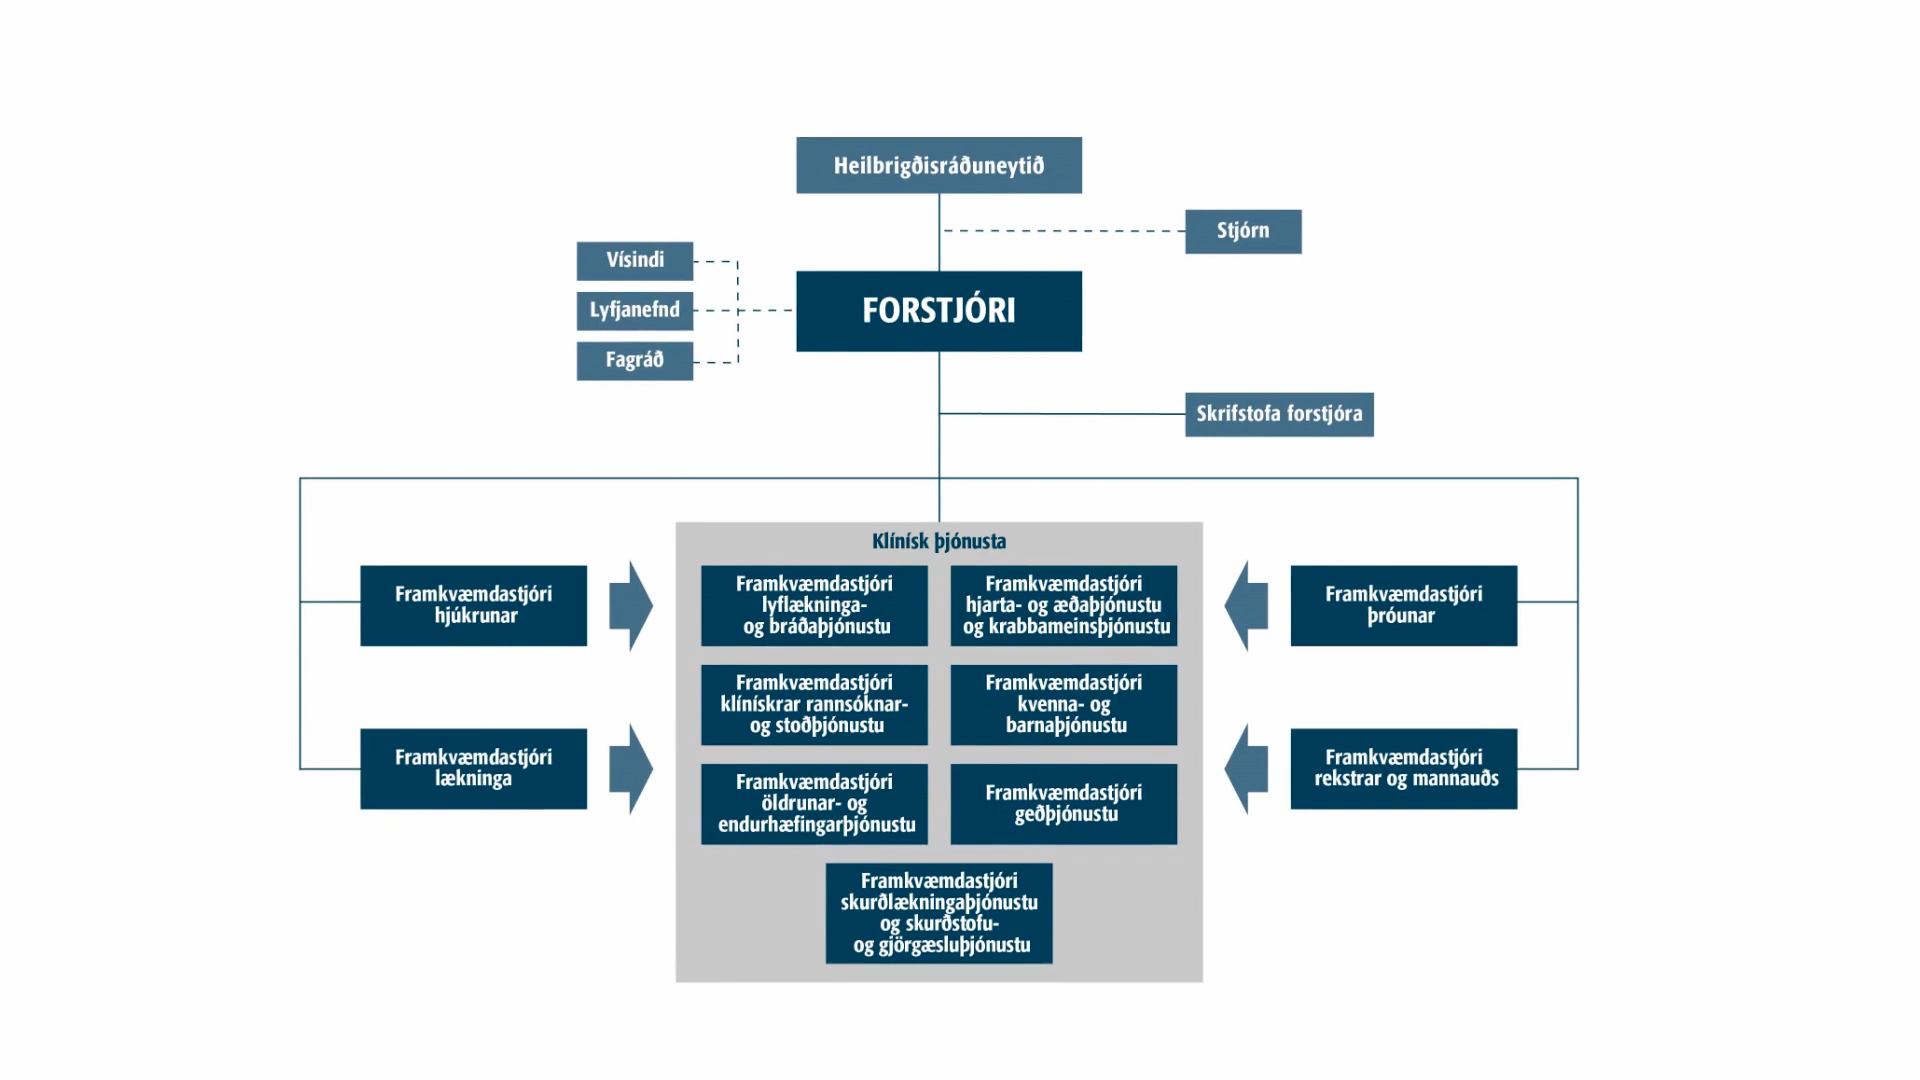 Heilbrigðisráðuneytið
Stjórn
Vísindi
Lyfjanefnd
Fagráð
FORSTJÓRI
Skrifstofa forstjóra
Klínísk þjónusta
Framkvæmdastjóri
hjúkrunar
Framkvæmdastjóri
lækninga
Framkvæmdastjóri
lyflækninga-
og bráðaþjónustu
Framkvæmdastjóri
hjarta- og æðaþjónustu
og krabbameinsþjónustu
Framkvæmdastjóri
klínískrar rannsóknar-
og stoðþjónustu
Framkvæmdastjóri
kvenna- og
barnaþjónustu
Framkvæmdastjóri
öldrunar- og
endurhæfingarþjónustu
Framkvæmdastjóri
geðþjónustu
Framkvæmdastjóri
skurðlækningaþjónustu
og skurðstofu-
og gjörgæsluþjónustu
Framkvæmdastjóri
þróunar
Framkvæmdastjóri
rekstrar og mannauðs